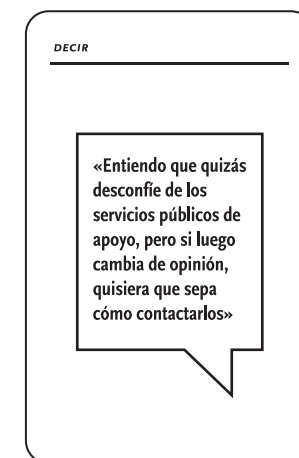 DECIR
«Entiendo que quizás
desconfíe de los
servicios públicos de
apoyo, pero si luego
cambia de opinión,
quisiera que sepa
cómo contactarlos»